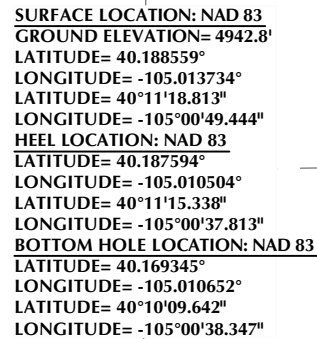 SURFACE LOCATION: NAD 83
GROUND ELEVATION= 4942.8'
LATITUDE= 40.188559°
LONGITUDE= -105.013734°
LATITUDE= 40°11'18.813"
LONGITUDE= -105°00'49.444"
HEEL LOCATION: NAD 83
LATITUDE= 40.187594°
LONGITUDE= -105.010504°
LATITUDE= 40°11'15.338"
LONGITUDE= -105°00'37.813"
BOTTOM HOLE LOCATION: NAD 83
LATITUDE= 40.169345°
LONGITUDE= -105.010652°
LATITUDE= 40°10'09.642"
LONGITUDE= -105°00'38.347"